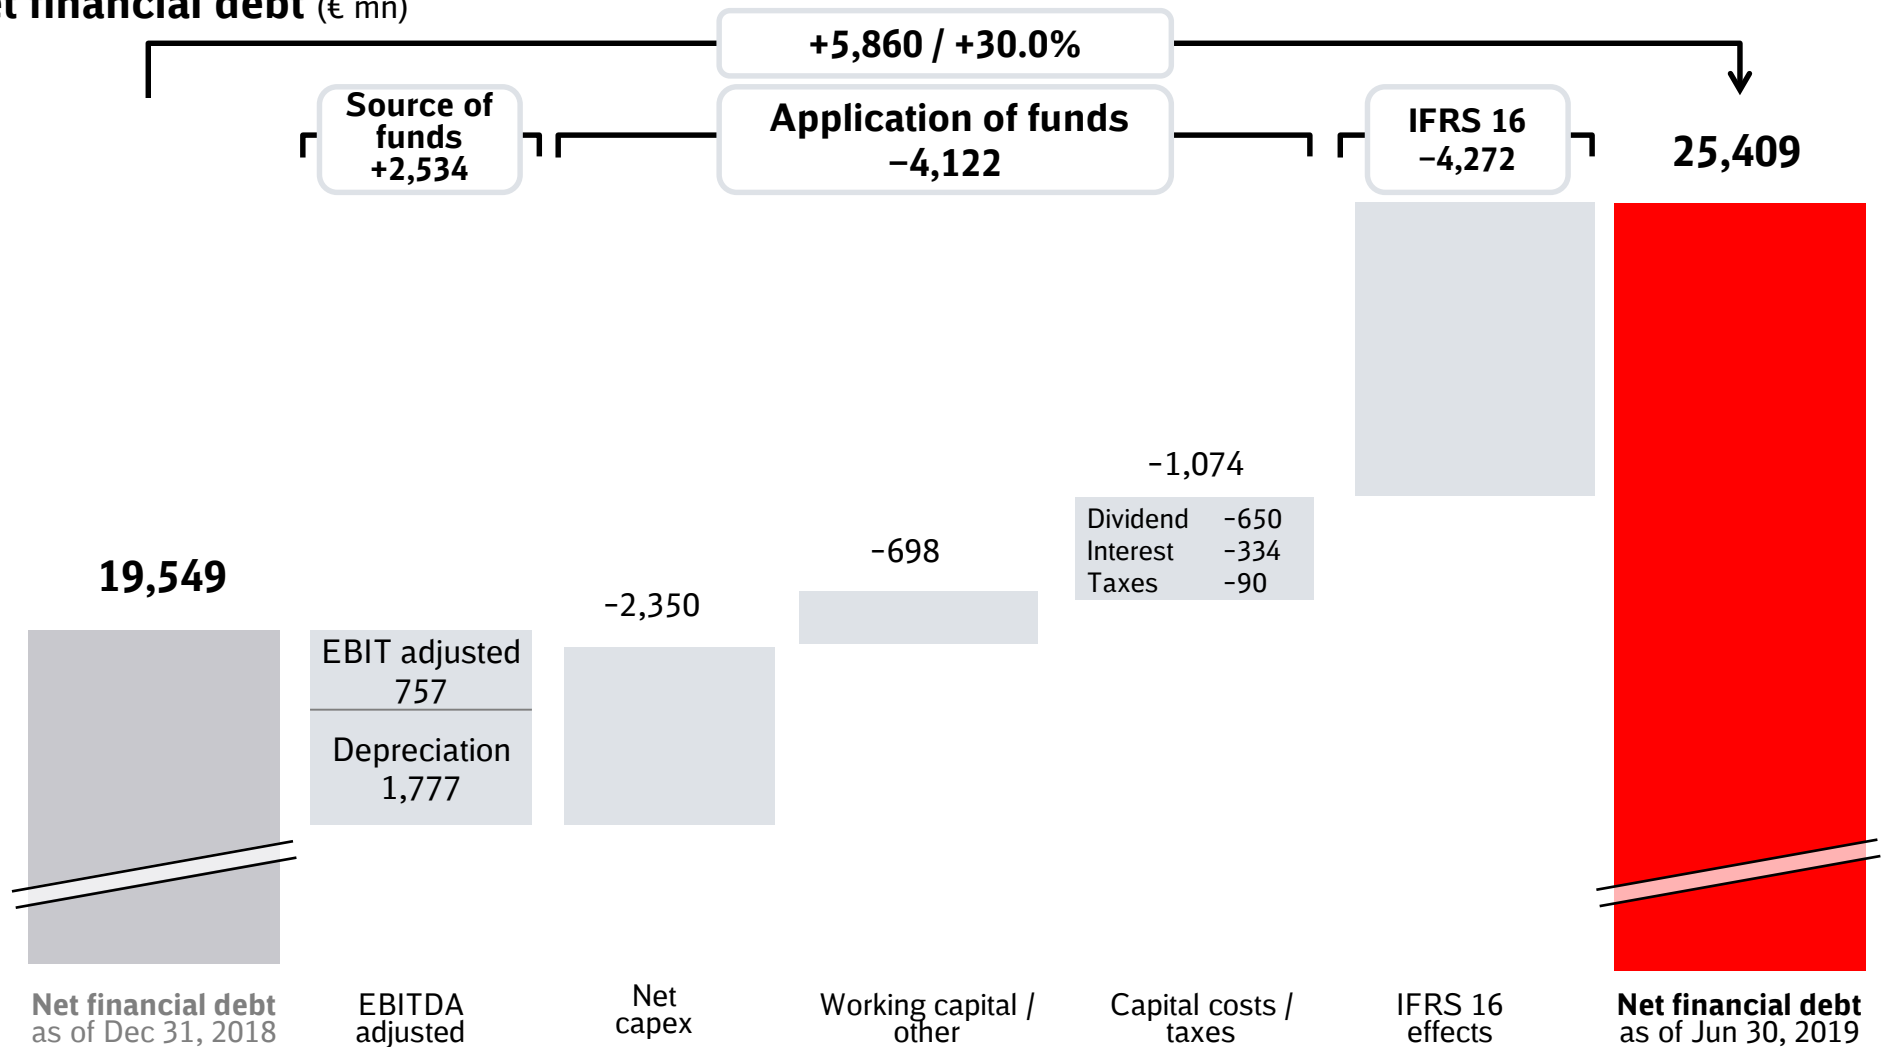 financial debt (€ mn)
+5,860 / +30.0%
Source of
funds
+2,534
Application of funds
−4,122
IFRS 16
−4,272
25,409
−1,074
Dividend −650
Interest −334
Taxes −90
−698
19,549
−2,350
EBIT adjusted
757
Depreciation
1,777
Net financial debt
as of Dec 31, 2018
EBITDA
adjusted
Net
capex
Working capital /
other
Capital costs /
taxes
IFRS 16
effects
Net financial debt
as of Jun 30, 2019